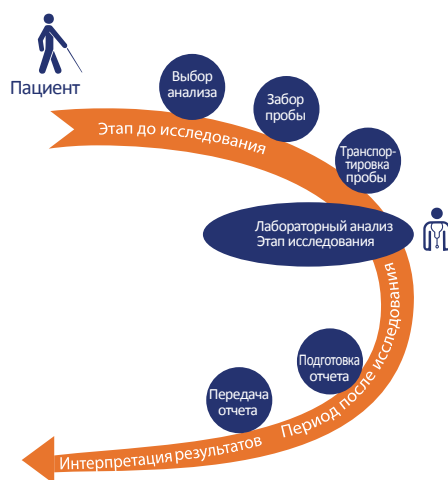 Пациент
Выбор
анализа
Забор
пробы
Этап до исследования
Транспор-
тировка
пробы
Лабораторный анализ
Этап исследования
Период после исследования
Подготовка
отчета
Передача
отчета
Интерпретация результатов